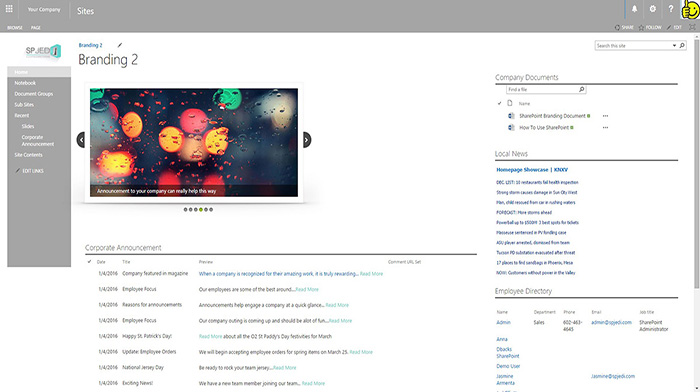 Your Company
Sites
BROWSE PAGE
SHARE FOLLOW EDIT
SPJEDI
Branding 2
Search this site
Branding 2
Home
Notebook
Document Groups
Sub Sites
Recent
Slides
Corporate Announcement
Site Contents
EDIT LINKS
Announcement to your company can really help this way
Company Documents
Find a file
Name
SharePoint Branding Document
How To Use SharePoint
Local News
Homepage Showcase | KNXV
DEC LIST: 10 restaurants fail health inspection
Strong storm causes damage in Sun City West
Man, child rescued from car in rushing waters
FORECAST: More storms ahead
Powerball up to $500M: 3 best spots for tickets
Masseuse sentenced in PV funding case
ASU player arrested, dismissed from team
Tucson PD substation evacuated after threat
17 places to find sandbags in Phoenix, Mesa
NOW: Customers without power in the Valley
Corporate Announcement
Date Title Preview Comment URL Set
1/4/2016 Company featured in magazine When a company is recognized for their amazing work, it is truly rewarding... Read More
1/4/2016 Employee Focus Our employees are some of the best around...Read More
1/4/2016 Reasons for announcements Announcements help engage a company at a quick glance... Read More
1/4/2016 Employee Focus Our company outing is coming up and should be alot of fun...Read More
1/4/2016 Happy St. Patrick's Day! Read More about all the O2 St Paddy's Day festivities for March
1/4/2016 Update: Employee Orders We will begin accepting employee orders for spring items on March 25. Read More
1/4/2016 National Jersey Day Be ready to rock your team jersey... Read More
1/4/2016 Exciting News! We have a new team member joining our team... Read More
Employee Directory
Name Department Phone Email Job title
Admin Sales 602-463-4645 admin@spjedi.com SharePoint Administrator
Anna
Dbacks SharePoint
Demo User
Jasmine Armenta Jasmine@spjedi.com